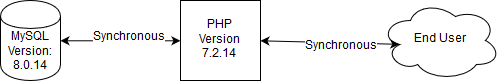 MySQL
Version:
8.0.14
Synchronous
PHP
Version
7.2.14
Synchronous
End User